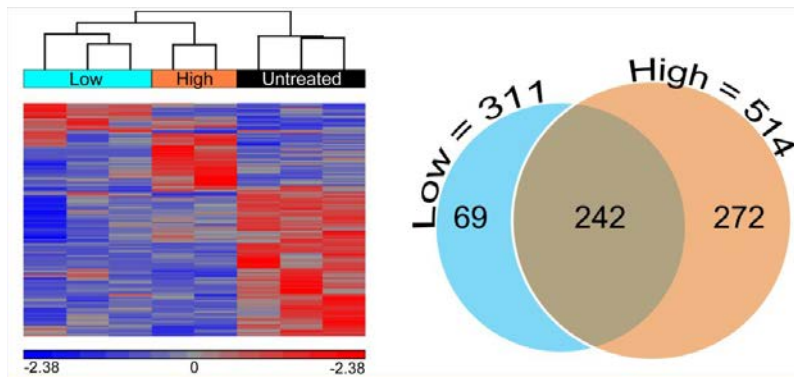 Low High Untreated
-2.38 0 -2.38
Low = 311
High = 514
69 242 272